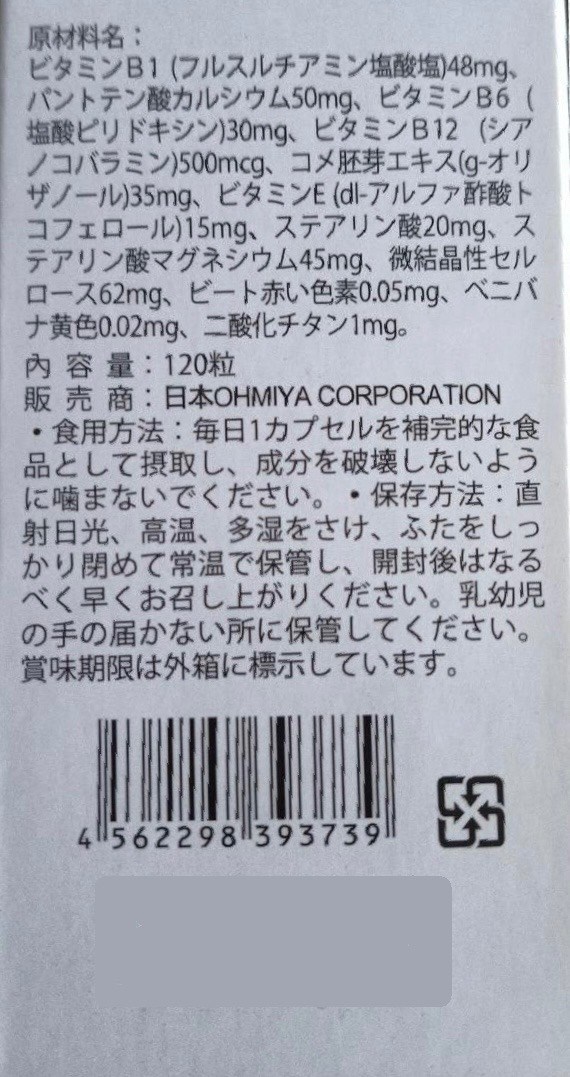 原材料名：
ビタミンB1 (フルスルチアミン塩酸塩)48mg、
パントテン酸カルシウム50mg、ビタミンB6 (
塩酸ピリドキシン)30mg、ビタミンB12 (シア
ノコバラミン)500mcg、コメ胚芽エキス(g-オリ
ザノール)35mg、ビタミンE (dl-アルファ酢酸ト
コフェロール)15mg、ステアリン酸20mg、ス
テアリン酸マグネシウム45mg、微結晶性セル
ロース62mg、ビート赤い色素0.05mg、ベニバ
ナ黄色0.02mg、二酸化チタン1mg。
內 容 量：120粒
販 売 商：日本OHMIYA CORPORATION
・食用方法：毎日1カプセルを補完的な食
品として摂取し、成分を破壊しないよう
に噛まないでください。・保存方法：直
射日光、高温、多湿をさけ、ふたをしっ
かり閉めて常温で保管し、開封後はなる
べく早くお召し上がりください。乳幼児
の手の届かない所に保管してください。
賞味期限は外箱に標示しています。
4 562298 393739